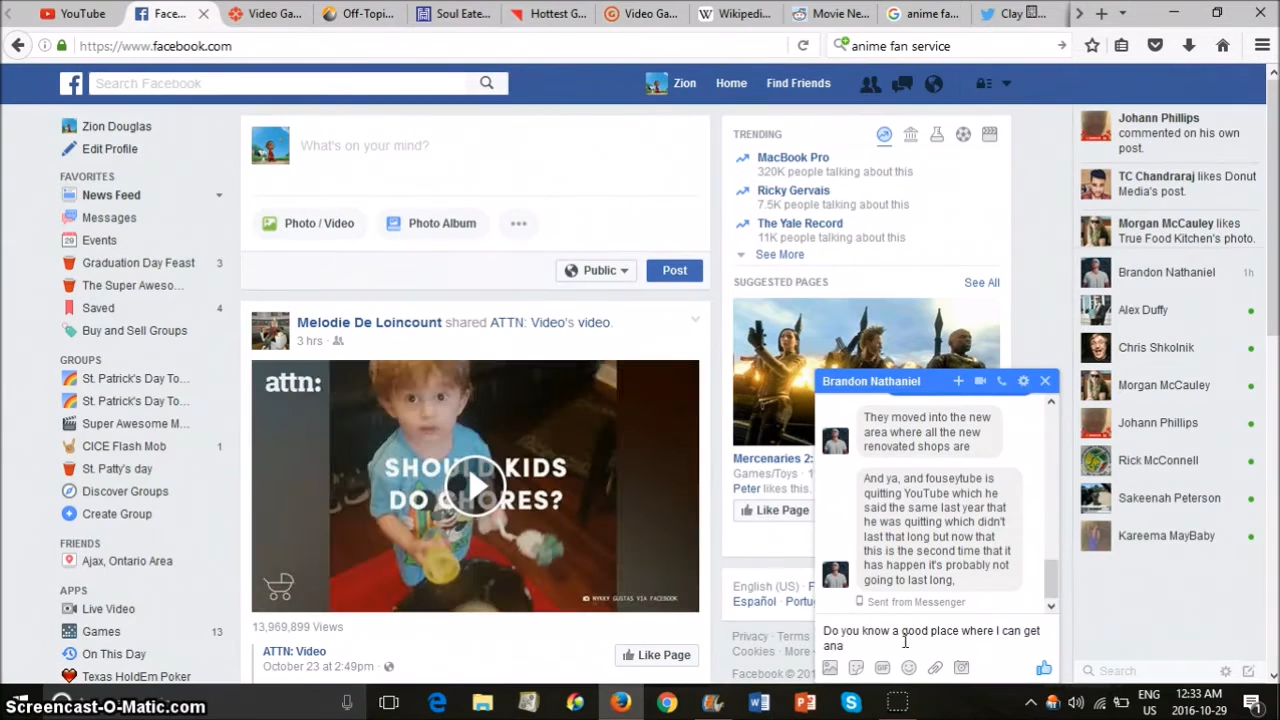 YouTube
Faceb...
Video Ga...
Off-Topi...
Soul Eate...
Hottest G...
Video Ga...
Wikipedi...
Movie Ne...
anime fa...
Clay
https://www.facebook.com
anime fan service
Search Facebook
Zion
Home
Find Friends
Zion Douglas
Edit Profile
FAVORITES
News Feed
Messages
29 Events
Graduation Day Feast 3
The Super Aweso...
Saved 4
Buy and Sell Groups
GROUPS
St. Patrick's Day To...
St. Patrick's Day To...
Super Awesome M...
CICE Flash Mob 1
St. Patty's day
Discover Groups
Create Group
FRIENDS
Ajax, Ontario Area
APPS
Live Video
Games 13
On This Day
Texas HoldEm Poker
What's on your mind?
Photo / Video
Photo Album
Public
Post
Melodie De Loincount shared ATTN: Video's video.
3 hrs
attn:
SHOULD KIDS
DO CHORES?
NYKKY GUSTAS VIA FACEBOOK
13,969,899 Views
ATTN: Video
October 23 at 2:49pm
Like Page
TRENDING
MacBook Pro
320K people talking about this
Ricky Gervais
7.5K people talking about this
The Yale Record
11K people talking about this
See More
SUGGESTED PAGES
See All
Mercenaries 2:
Games/Toys
Peter likes this.
Like Page
English (US)
Español
Privacy · Terms
Cookies · More
Facebook © 20
Brandon Nathaniel
They moved into the new
area where all the new
renovated shops are
And ya, and fouseytube is
quitting YouTube which he
said the same last year that
he was quitting which didn't
last that long but now that
this is the second time that it
has happen it's probably not
going to last long,
Sent from Messenger
Do you know a good place where I can get
ana
GIF
Johann Phillips
commented on his own
post.
TC Chandraraj likes Donut
Media's post.
Morgan McCauley likes
True Food Kitchen's photo.
Brandon Nathaniel 1h
Alex Duffy
Chris Shkolnik
Morgan McCauley
Johann Phillips
Rick McConnell
Sakeenah Peterson
Kareema MayBaby
Search
Screencast-O-Matic.com
ENG
US
12:33 AM
2016-10-29